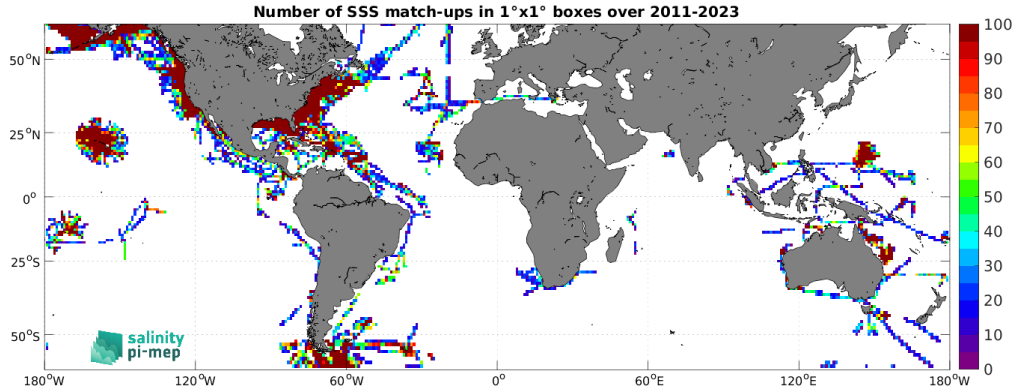 Number of SSS match-ups in 1°x1° boxes over 2011-2023
50°N
25°N
0°
25°S
50°S
180°W
120°W
60°W
0°
60°E
120°E
180°W
100
90
80
70
60
50
40
30
20
10
0
salinity
pi-mep